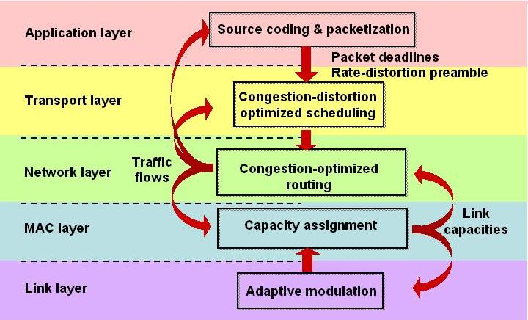 Application layer
Source coding & packetization
Packet deadlines
Rate-distortion preamble
Transport layer
Congestion-distortion
optimized scheduling
Network layer
Traffic
flows
Congestion-optimized
routing
MAC layer
Capacity assignment
Link
capacities
Link layer
Adaptive modulation